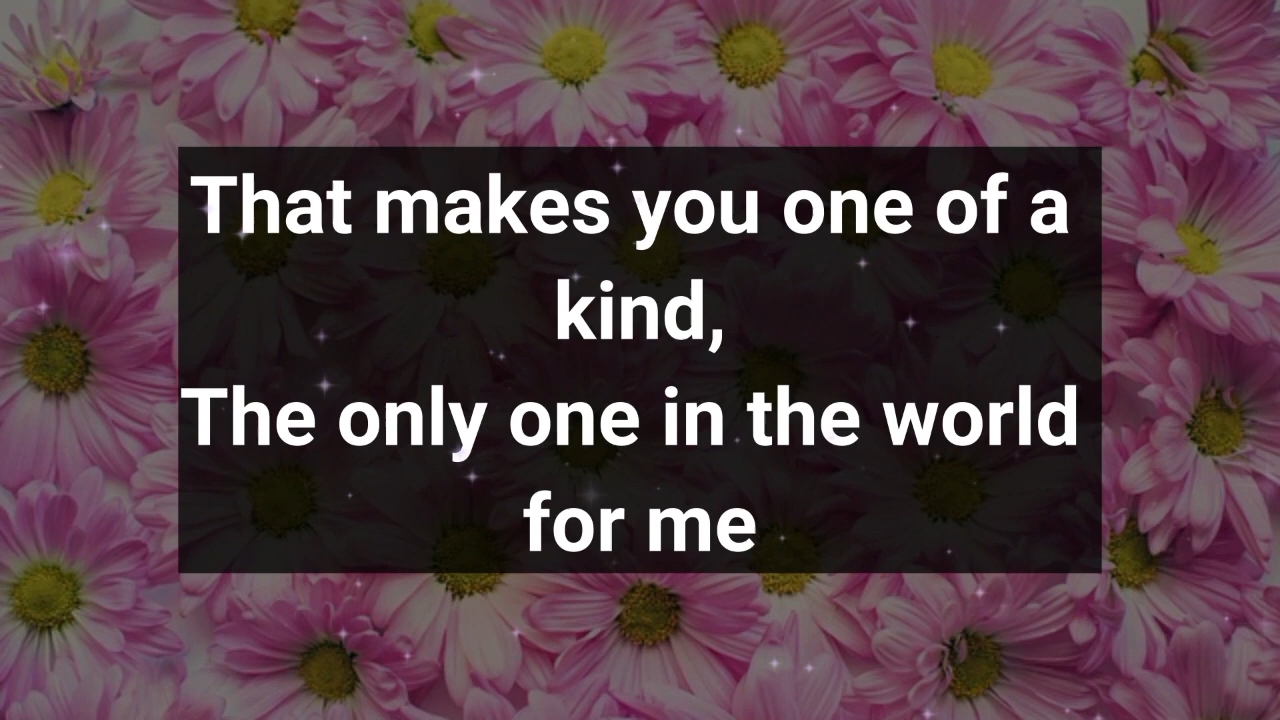 That makes you one of a
kind,
The only one in the world
for me